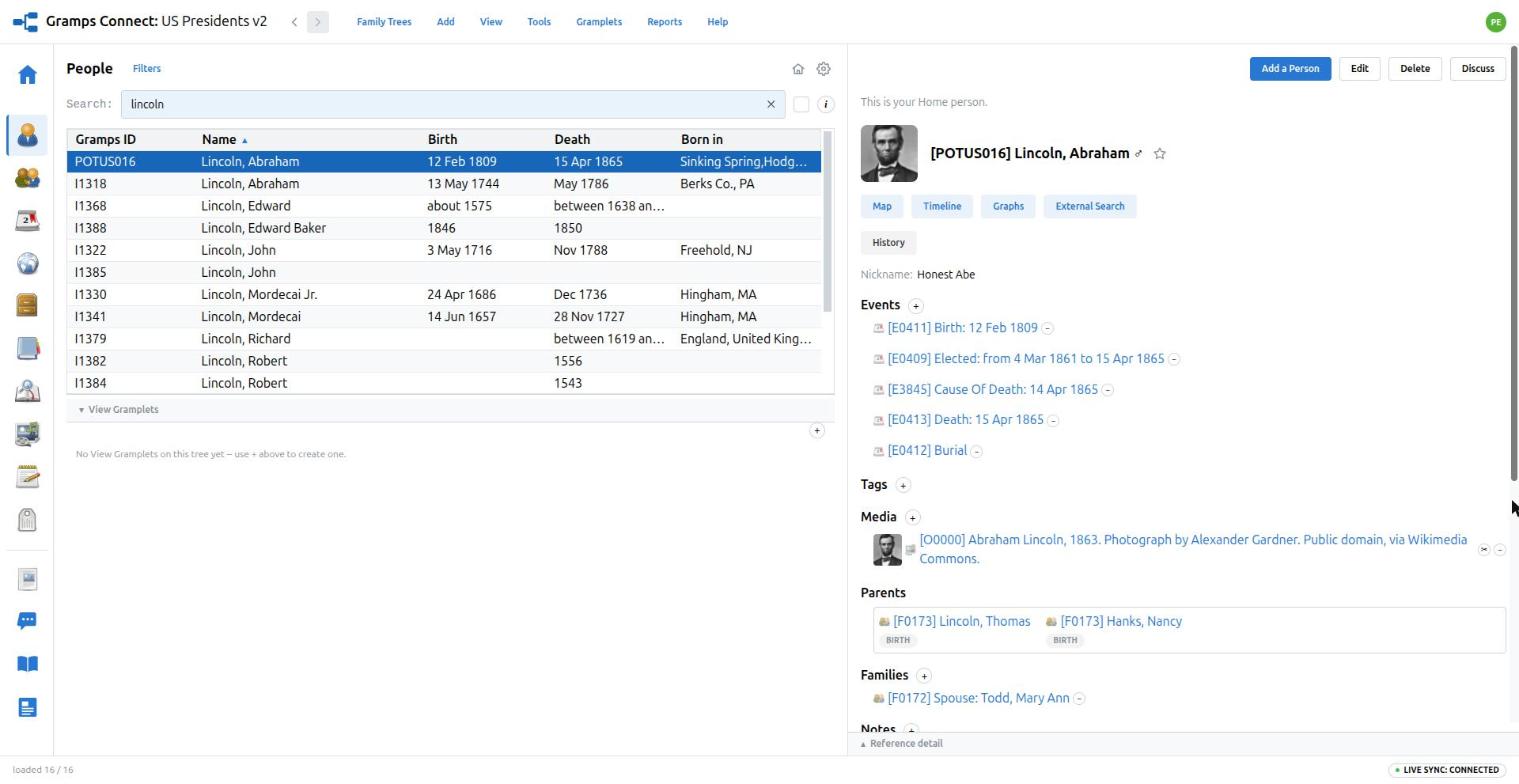 Gramps Connect: US Presidents v2
Family Trees Add View Tools Gramplets Reports Help
PE
People Filters
Search: lincoln
Gramps ID Name Birth Death Born in
POTUS016 Lincoln, Abraham 12 Feb 1809 15 Apr 1865 Sinking Spring,Hodg...
I1318 Lincoln, Abraham 13 May 1744 May 1786 Berks Co., PA
I1368 Lincoln, Edward about 1575 between 1638 an...
I1388 Lincoln, Edward Baker 1846 1850
I1322 Lincoln, John 3 May 1716 Nov 1788 Freehold, NJ
I1385 Lincoln, John
I1330 Lincoln, Mordecai Jr. 24 Apr 1686 Dec 1736 Hingham, MA
I1341 Lincoln, Mordecai 14 Jun 1657 28 Nov 1727 Hingham, MA
I1379 Lincoln, Richard between 1619 an... England, United King...
I1382 Lincoln, Robert 1556
I1384 Lincoln, Robert 1543
View Gramplets
No View Gramplets on this tree yet – use + above to create one.
Add a Person Edit Delete Discuss
This is your Home person.
[POTUS016] Lincoln, Abraham ♂ ☆
Map Timeline Graphs External Search
History
Nickname: Honest Abe
Events
[E0411] Birth: 12 Feb 1809
[E0409] Elected: from 4 Mar 1861 to 15 Apr 1865
[E3845] Cause Of Death: 14 Apr 1865
[E0413] Death: 15 Apr 1865
[E0412] Burial
Tags
Media
[O0000] Abraham Lincoln, 1863. Photograph by Alexander Gardner. Public domain, via Wikimedia
Commons.
Parents
[F0173] Lincoln, Thomas [F0173] Hanks, Nancy
BIRTH BIRTH
Families
[F0172] Spouse: Todd, Mary Ann
Notes
Reference detail
loaded 16 / 16
LIVE SYNC: CONNECTED